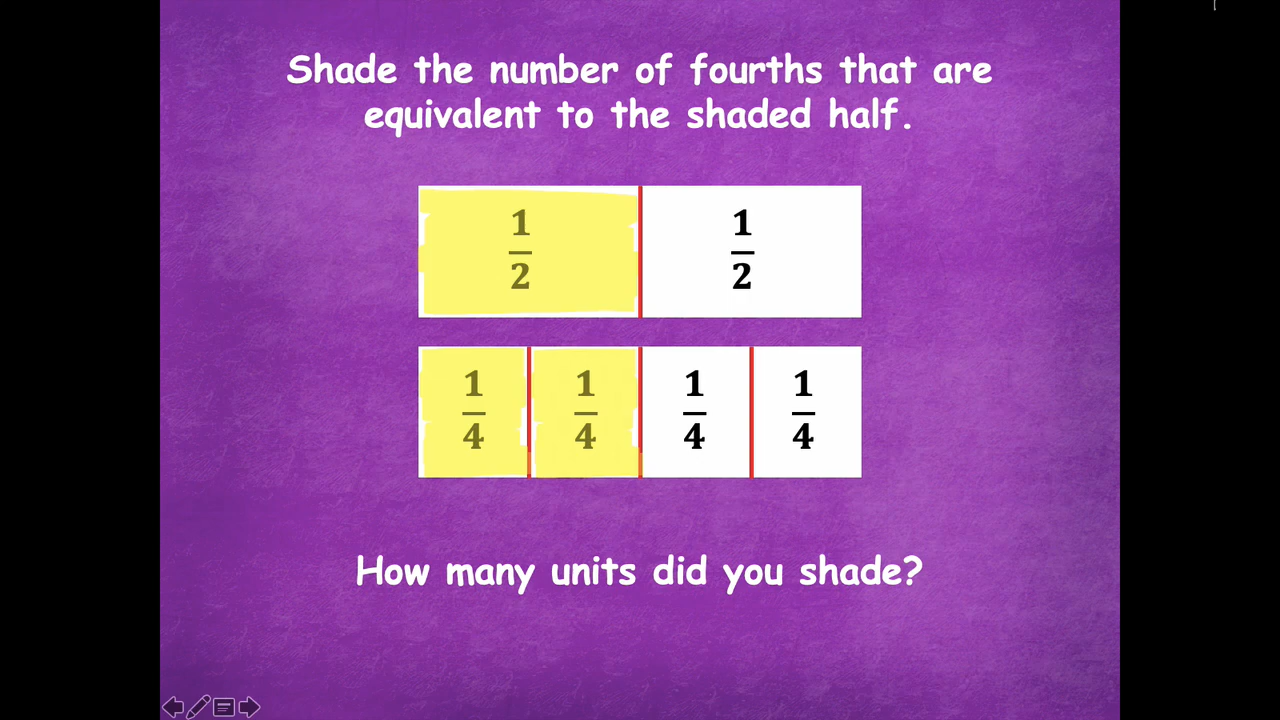 Shade the number of fourths that are
equivalent to the shaded half.
1/2 1/2
1/4 1/4 1/4 1/4
How many units did you shade?